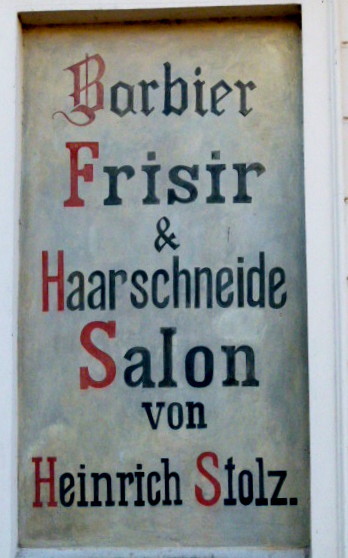 Barbier
Frisir
&
Haarschneide
Salon
von
Heinrich Stolz.